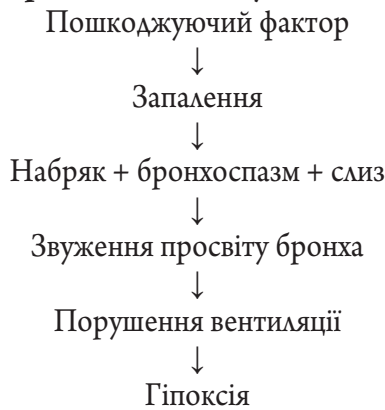 Пошкоджуючий фактор
↓
Запалення
↓
Набряк + бронхоспазм + слиз
↓
Звуження просвіту бронха
↓
Порушення вентиляції
↓
Гіпоксія